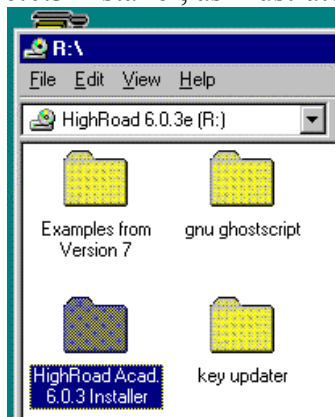 R:\
File Edit View Help
HighRoad 6.0.3e (R:)
Examples from
Version 7
gnu ghostscript
HighRoad Acad.
6.0.3 Installer
key updater